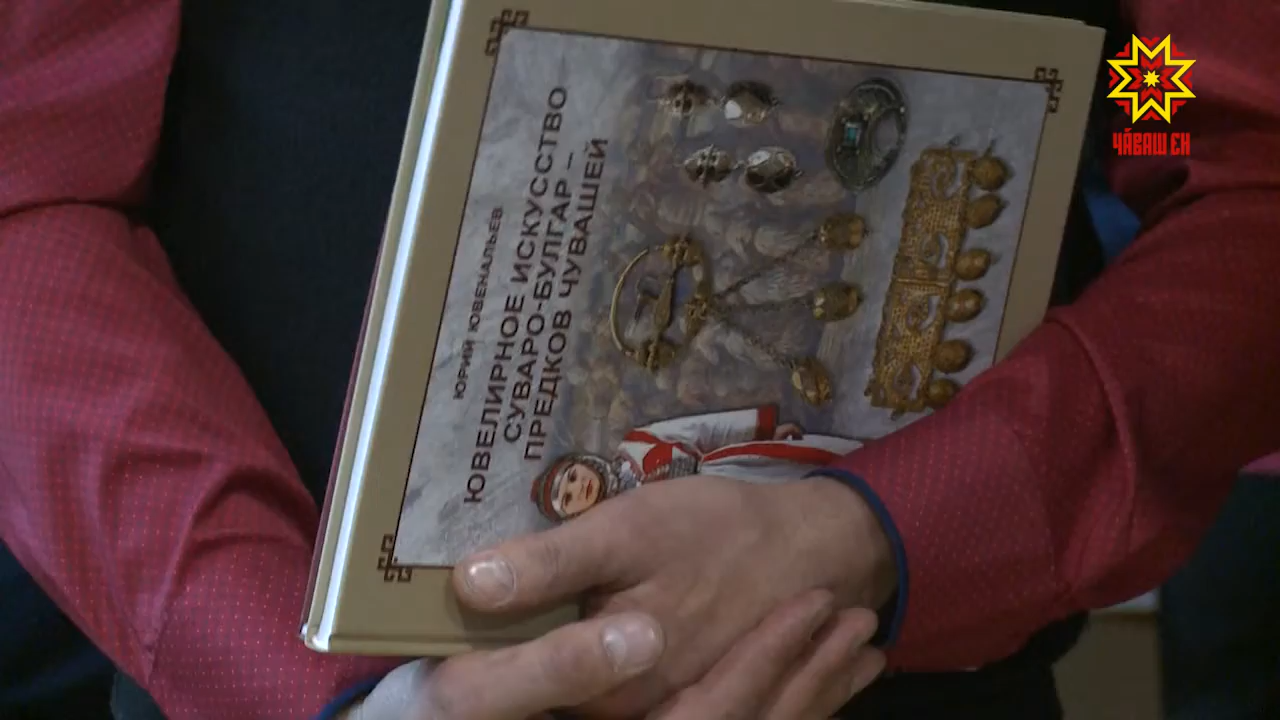 ЮРИЙ ЮВЕНАЛЬЕВ
ЮВЕЛИРНОЕ ИСКУССТВО
СУВАРО-БУЛГАР –
ПРЕДКОВ ЧУВАШЕЙ
ЧĂВАШ ЕН